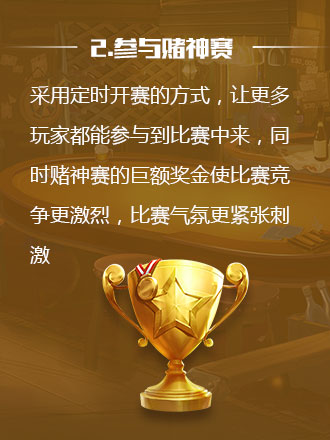 2.参与赌神赛
采用定时开赛的方式，让更多
玩家都能参与到比赛中来，同
时赌神赛的巨额奖金使比赛竞
争更激烈，比赛气氛更紧张刺
激